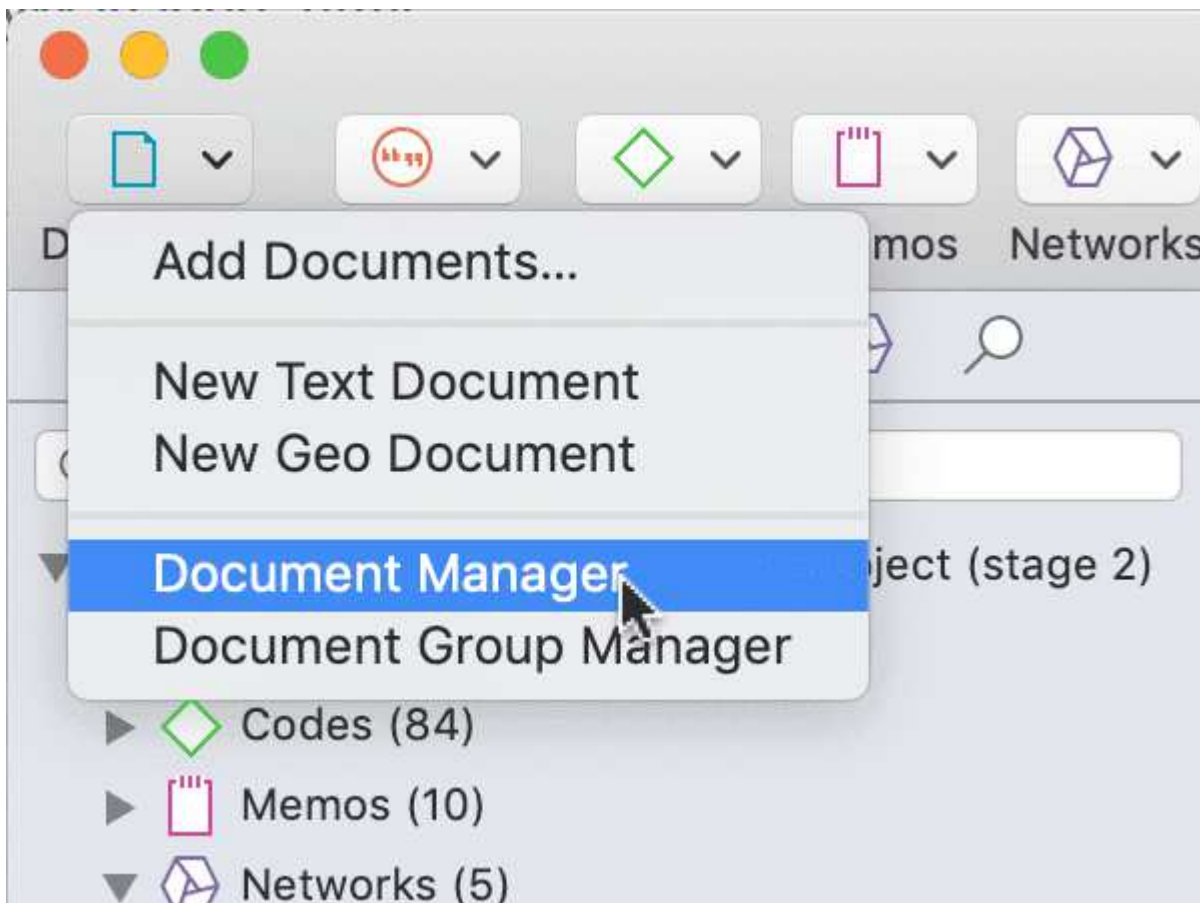 D
mos
Networks
Add Documents...
New Text Document
New Geo Document
Document Manager
Document Group Manager
ject (stage 2)
Codes (84)
Memos (10)
Networks (5)